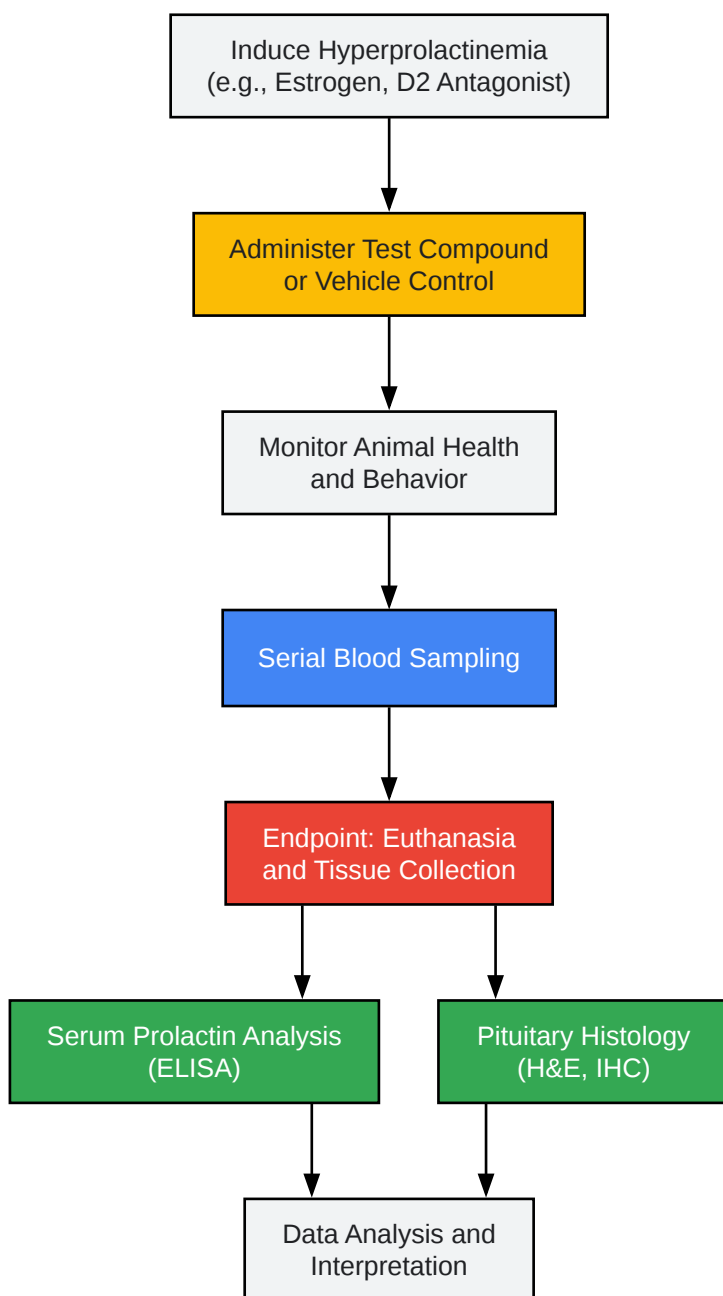 Induce Hyperprolactinemia
(e.g., Estrogen, D2 Antagonist)
Administer Test Compound
or Vehicle Control
Monitor Animal Health
and Behavior
Serial Blood Sampling
Endpoint: Euthanasia
and Tissue Collection
Serum Prolactin Analysis
(ELISA)
Pituitary Histology
(H&E, IHC)
Data Analysis and
Interpretation